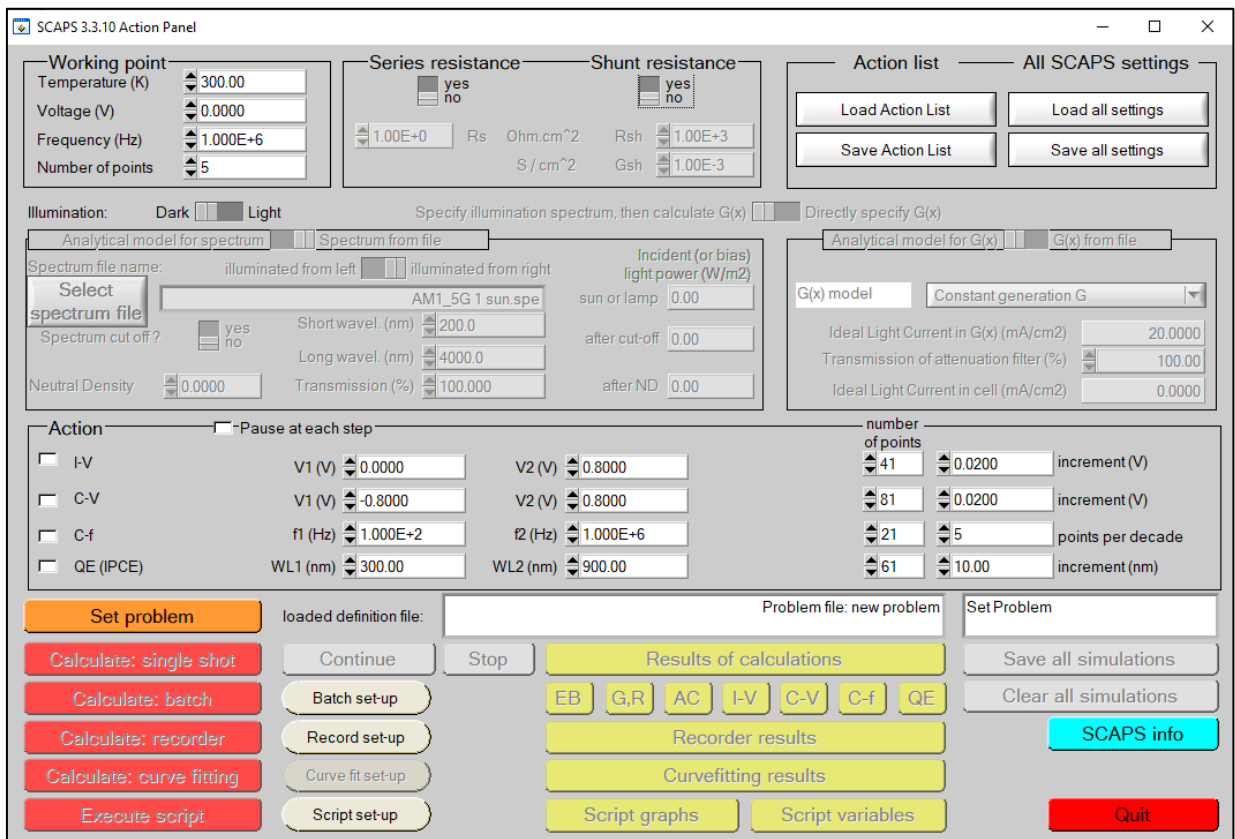 SCAPS 3.3.10 Action Panel
Working point
Temperature (K) 300.00
Voltage (V) 0.0000
Frequency (Hz) 1.000E+6
Number of points 5
Series resistance Shunt resistance
yes yes
no no
1.00E+0 Rs Ohm.cm^2 Rsh 1.00E+3
S / cm^2 Gsh 1.00E-3
Action list All SCAPS settings
Load Action List Load all settings
Save Action List Save all settings
Illumination: Dark Light Specify illumination spectrum, then calculate G(x) Directly specify G(x)
Analytical model for spectrum Spectrum from file
Spectrum file name: illuminated from left illuminated from right
Incident (or bias)
light power (W/m2)
Select
spectrum file
AM1_5G 1 sun.spe
sun or lamp 0.00
Spectrum cut off ? yes
no
Short wavel. (nm) 200.0
after cut-off 0.00
Long wavel. (nm) 4000.0
Neutral Density 0.0000 Transmission (%) 100.000 after ND 0.00
Analytical model for G(x) G(x) from file
G(x) model Constant generation G
Ideal Light Current in G(x) (mA/cm2) 20.0000
Transmission of attenuation filter (%) 100.00
Ideal Light Current in cell (mA/cm2) 0.0000
Action Pause at each step number
of points
I-V V1 (V) 0.0000 V2 (V) 0.8000 41 0.0200 increment (V)
C-V V1 (V) -0.8000 V2 (V) 0.8000 81 0.0200 increment (V)
C-f f1 (Hz) 1.000E+2 f2 (Hz) 1.000E+6 21 5 points per decade
QE (IPCE) WL1 (nm) 300.00 WL2 (nm) 900.00 61 10.00 increment (nm)
Set problem loaded definition file: Problem file: new problem Set Problem
Calculate: single shot Continue Stop Results of calculations Save all simulations
Calculate: batch Batch set-up EB G,R AC I-V C-V C-f QE Clear all simulations
Calculate: recorder Record set-up Recorder results SCAPS info
Calculate: curve fitting Curve fit set-up Curvefitting results
Execute script Script set-up Script graphs Script variables Quit